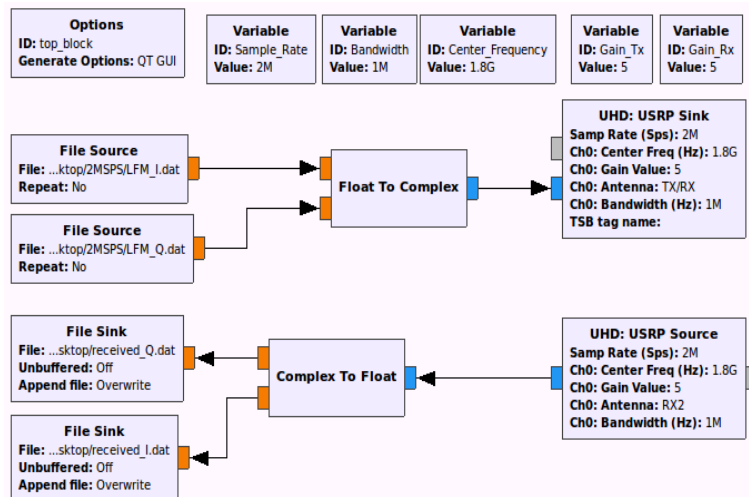 Options
ID: top_block
Generate Options: QT GUI
Variable
ID: Sample_Rate
Value: 2M
Variable
ID: Bandwidth
Value: 1M
Variable
ID: Center_Frequency
Value: 1.8G
Variable
ID: Gain_Tx
Value: 5
Variable
ID: Gain_Rx
Value: 5
File Source
File: ...ktop/2MSPS/LFM_I.dat
Repeat: No
File Source
File: ...ktop/2MSPS/LFM_Q.dat
Repeat: No
Float To Complex
UHD: USRP Sink
Samp Rate (Sps): 2M
Ch0: Center Freq (Hz): 1.8G
Ch0: Gain Value: 5
Ch0: Antenna: TX/RX
Ch0: Bandwidth (Hz): 1M
TSB tag name:
File Sink
File: ...sktop/received_Q.dat
Unbuffered: Off
Append file: Overwrite
File Sink
File: ...sktop/received_I.dat
Unbuffered: Off
Append file: Overwrite
Complex To Float
UHD: USRP Source
Samp Rate (Sps): 2M
Ch0: Center Freq (Hz): 1.8G
Ch0: Gain Value: 5
Ch0: Antenna: RX2
Ch0: Bandwidth (Hz): 1M